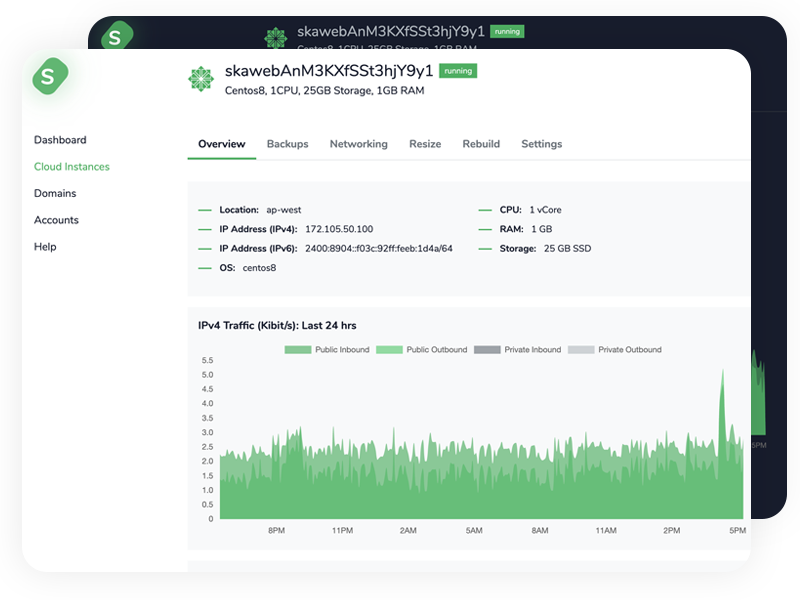 S
skawebAnM3KXfSSt3hjY9y1 running
Centos8, 1CPU, 25GB Storage, 1GB RAM
S
skawebAnM3KXfSSt3hjY9y1 running
Centos8, 1CPU, 25GB Storage, 1GB RAM
Dashboard
Cloud Instances
Domains
Accounts
Help
Overview Backups Networking Resize Rebuild Settings
Location: ap-west
IP Address (IPv4): 172.105.50.100
IP Address (IPv6): 2400:8904::f03c:92ff:feeb:1d4a/64
OS: centos8
CPU: 1 vCore
RAM: 1 GB
Storage: 25 GB SSD
IPv4 Traffic (Kibit/s): Last 24 hrs
Public Inbound Public Outbound Private Inbound Private Outbound
5.5
5.0
4.5
4.0
3.5
3.0
2.5
2.0
1.5
1.0
0.5
0
8PM 11PM 2AM 5AM 8AM 11AM 2PM 5PM
5PM